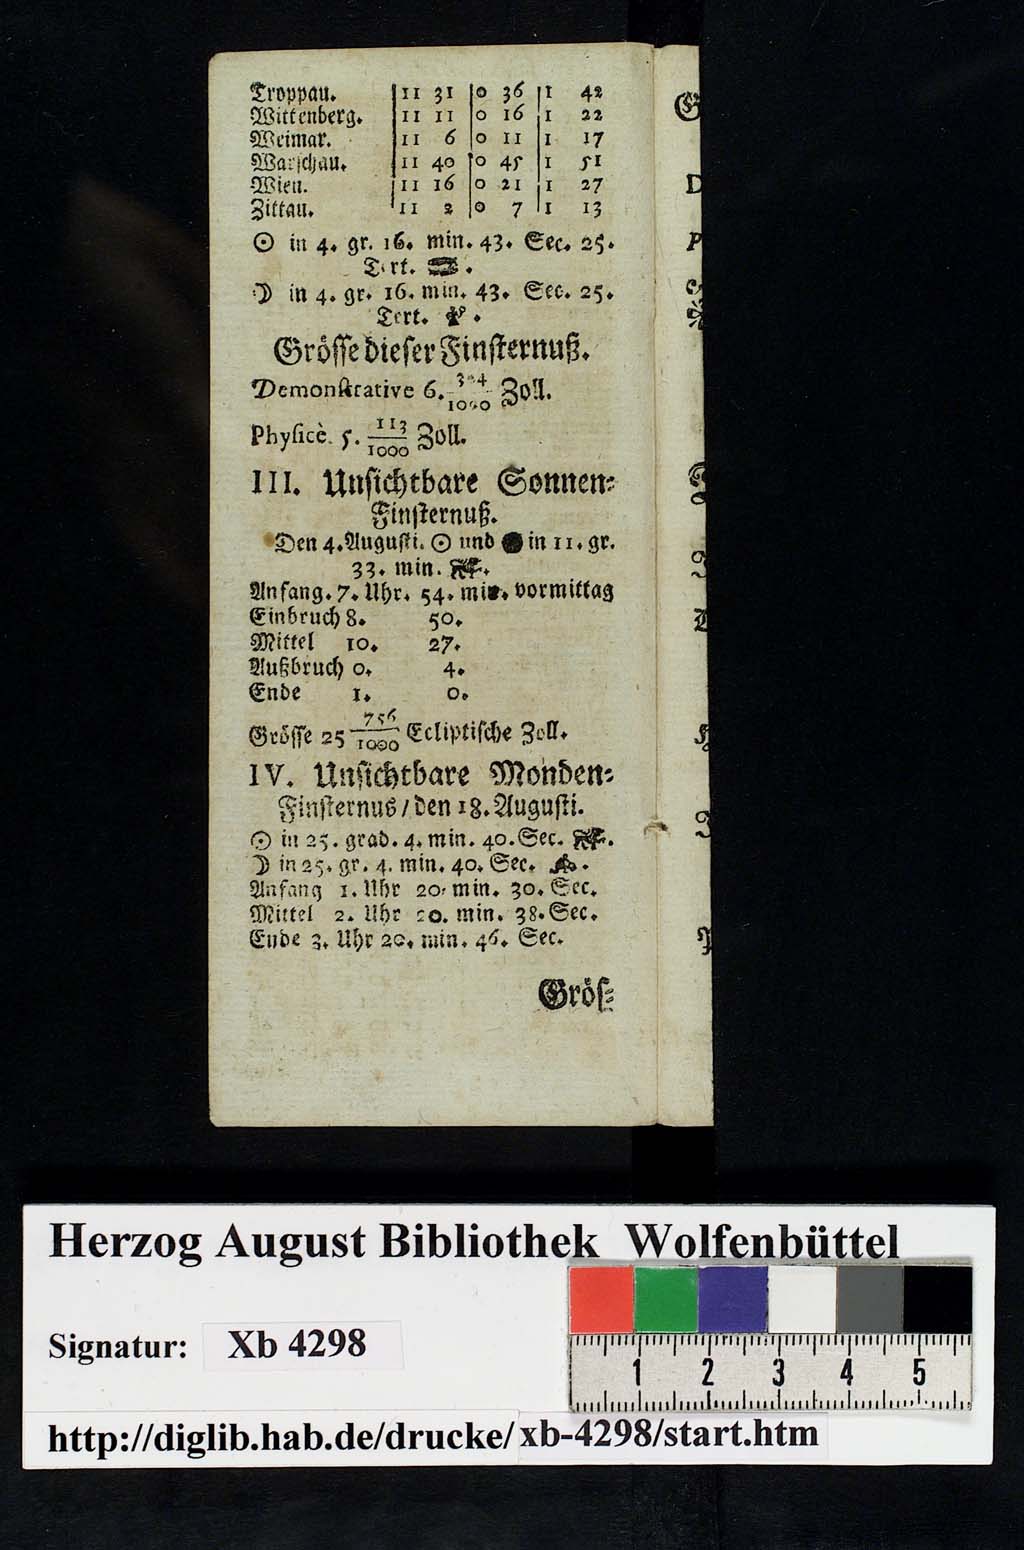 Troppau. 11 31 0 36 1 42
Wittenberg. 11 11 0 16 1 22
Weimar. 11 6 0 11 1 17
Warschau. 11 40 0 45 1 51
Wien. 11 16 0 21 1 27
Zittau. 11 2 0 7 1 13
☉ in 4. gr. 16. min. 43. Sec. 25.
Tert.
☽ in 4. gr. 16. min. 43. Sec. 25.
Tert.
Grösse dieser Finsternuß.
Demonstrative 6. /1000 Zoll.
Physicè. 5. 113/1000 Zoll.
III. Unsichtbare Sonnen-
Finsternuß.
Den 4. Augusti. ☉ und ● in 11. gr.
33. min. ♌.
Anfang. 7. Uhr. 54. min. vormittag
Einbruch 8. 50.
Mittel 10. 27.
Außbruch 0. 4.
Ende 1. 0.
Grösse 25 756/1000 Ecliptische Zoll.
IV. Unsichtbare Monden-
Finsternus / den 18. Augusti.
☉ in 25. grad. 4. min. 40. Sec. ♌.
☽ in 25. gr. 4. min. 40. Sec. ♒.
Anfang 1. Uhr 20. min. 30. Sec.
Mittel 2. Uhr 20. min. 38. Sec.
Ende 3. Uhr 20. min. 46. Sec.
Grös-
Herzog August Bibliothek Wolfenbüttel
Signatur: Xb 4298
1 2 3 4 5
http://diglib.hab.de/drucke/xb-4298/start.htm